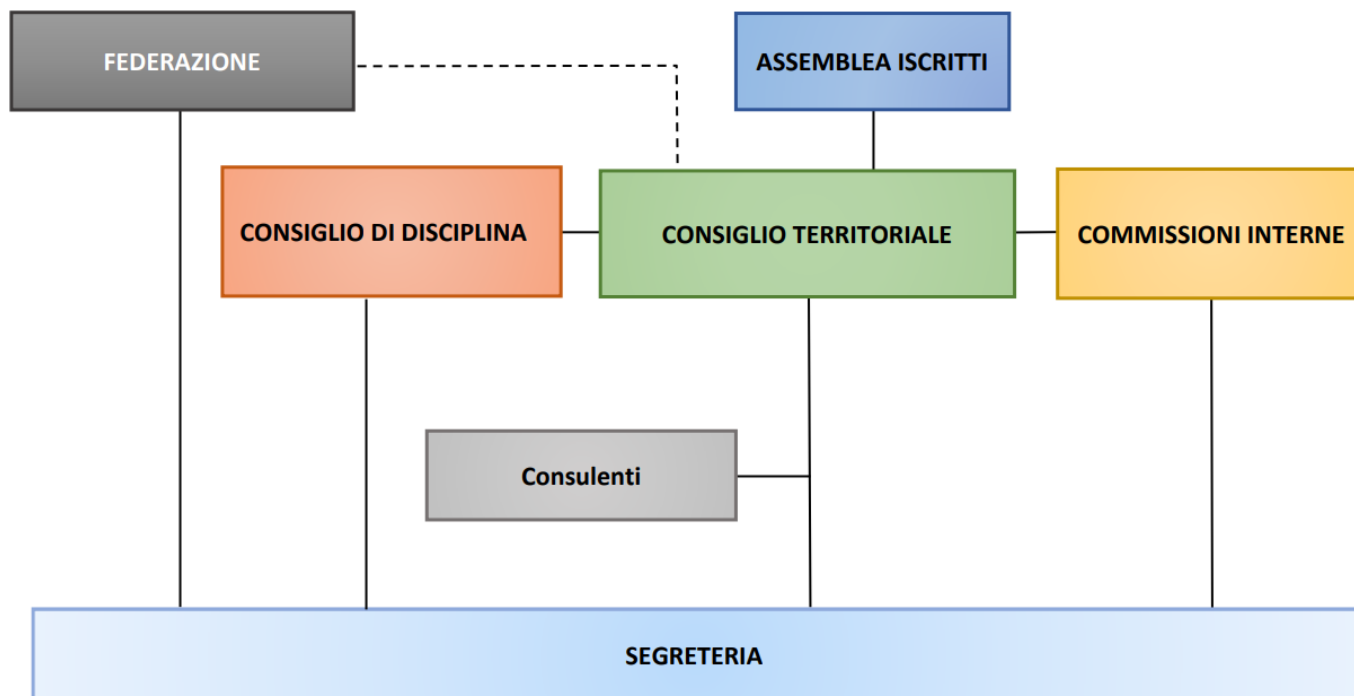 FEDERAZIONE
ASSEMBLEA ISCRITTI
CONSIGLIO DI DISCIPLINA
CONSIGLIO TERRITORIALE
COMMISSIONI INTERNE
Consulenti
SEGRETERIA